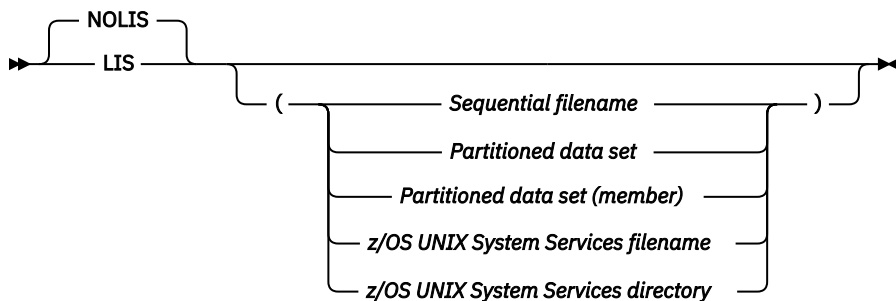 NOLIS
LIS
( Sequential filename )
Partitioned data set
Partitioned data set (member)
z/OS UNIX System Services filename
z/OS UNIX System Services directory